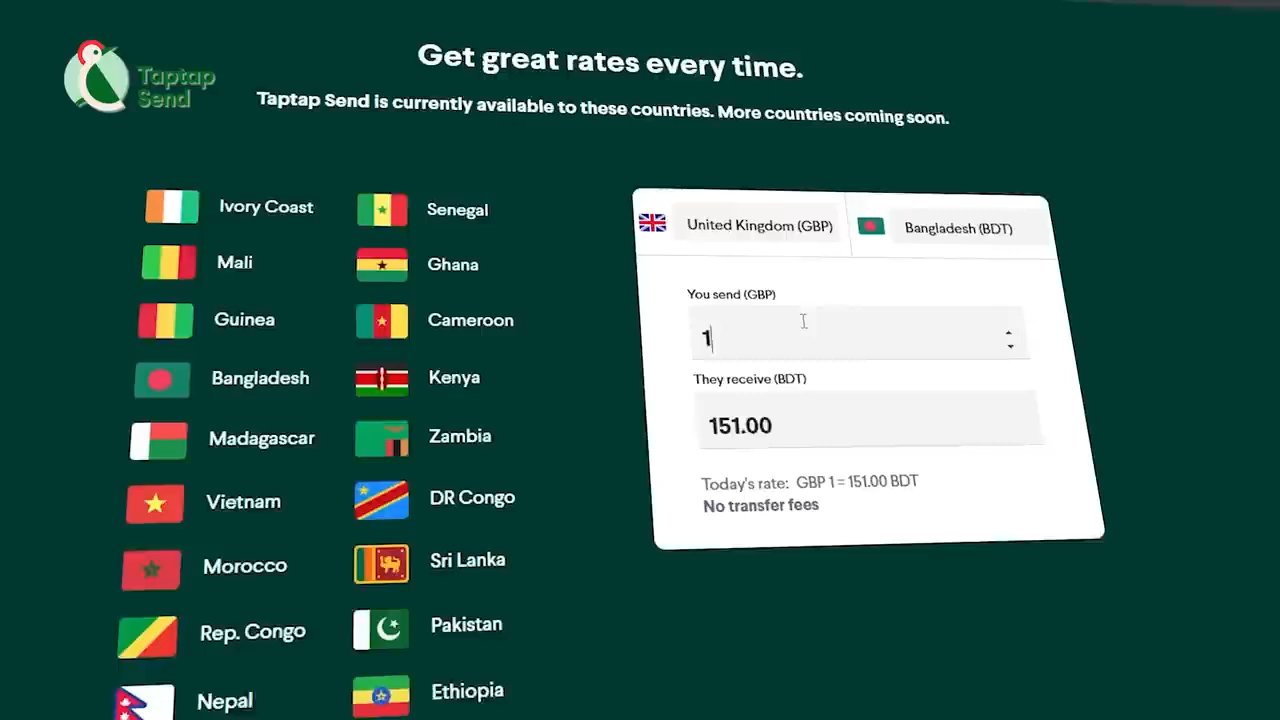 Taptap
Send
Get great rates every time.
Taptap Send is currently available to these countries. More countries coming soon.
Ivory Coast
Senegal
Mali
Ghana
Guinea
Cameroon
Bangladesh
Kenya
Madagascar
Zambia
Vietnam
DR Congo
Morocco
Sri Lanka
Rep. Congo
Pakistan
Nepal
Ethiopia
United Kingdom (GBP)
Bangladesh (BDT)
You send (GBP)
1
They receive (BDT)
151.00
Today's rate: GBP 1 = 151.00 BDT
No transfer fees